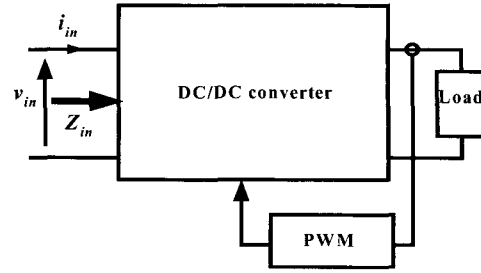 i_in
v_in
Z_in
DC/DC converter
Load
PWM